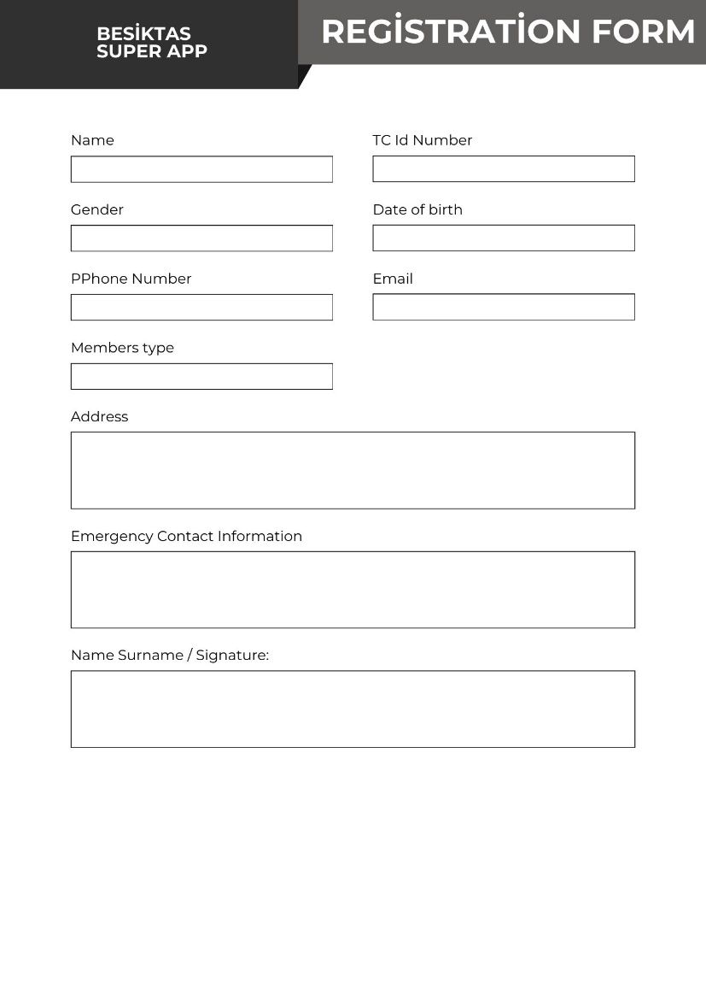 BESİKTAS
SUPER APP
REGİSTRATİON FORM
Name
TC Id Number
Gender
Date of birth
PPhone Number
Email
Members type
Address
Emergency Contact Information
Name Surname / Signature: